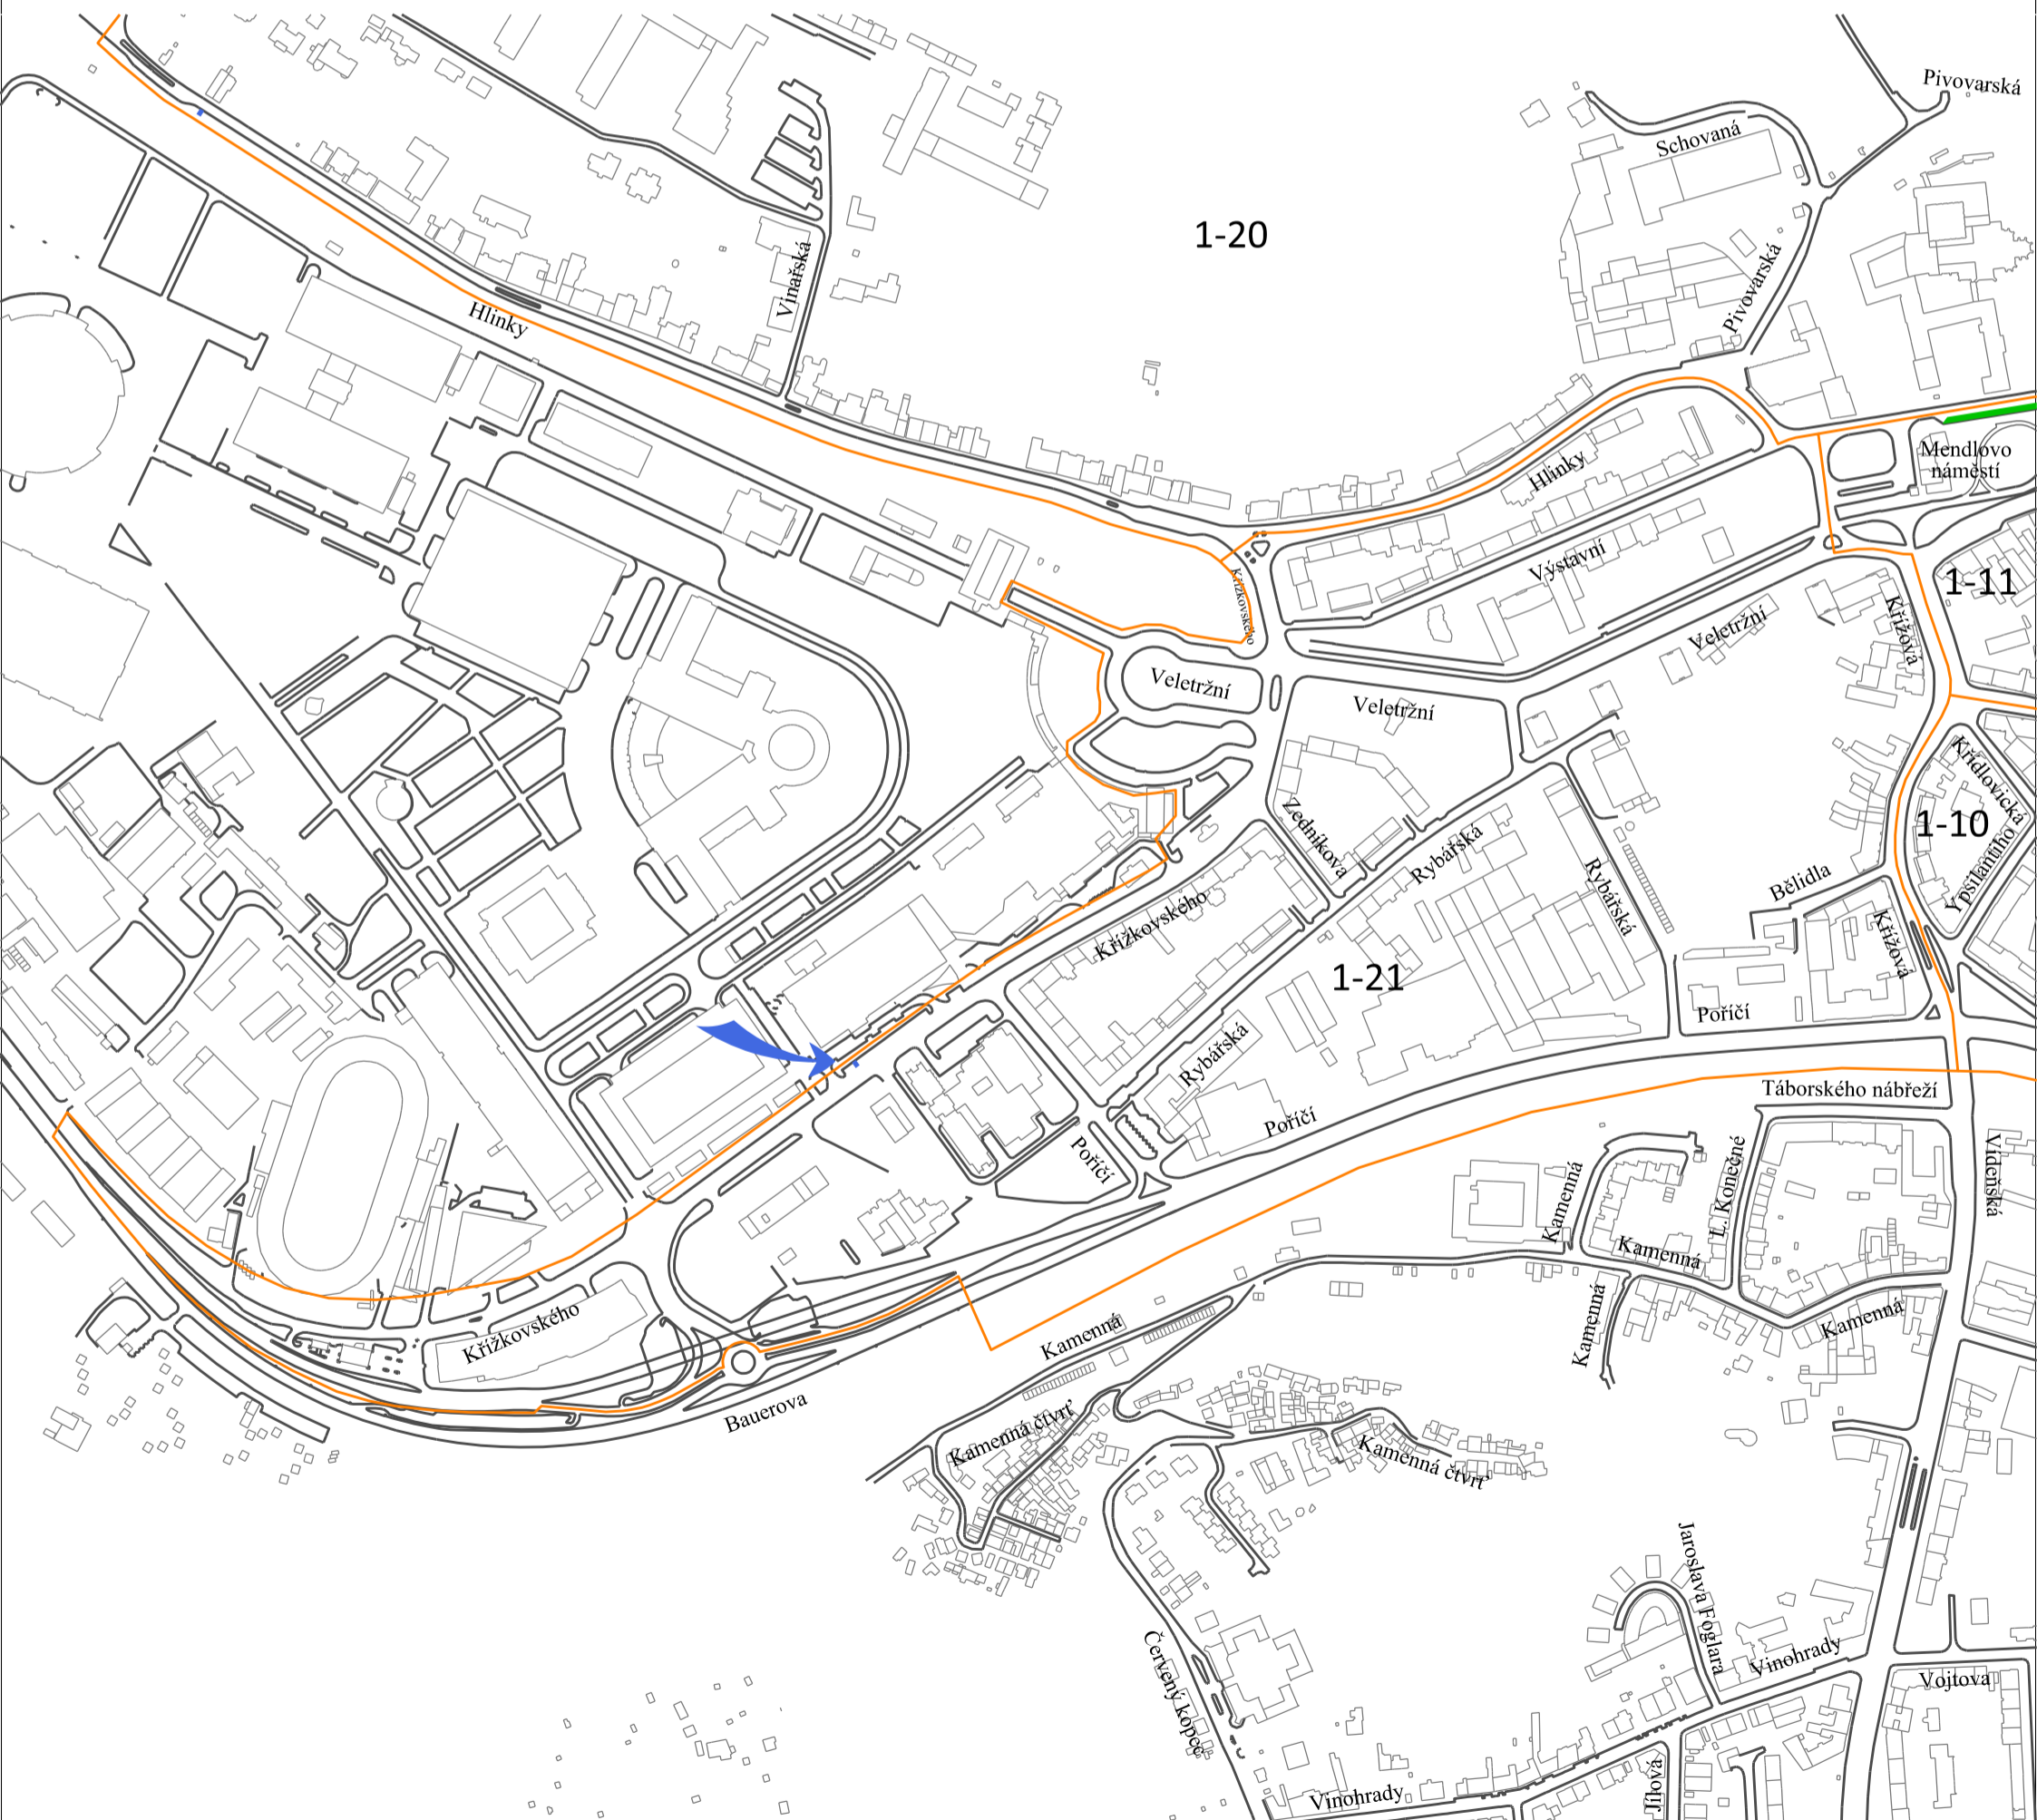 Pivovarská
Schovaná
1-20
Vinařská
Pivovarská
Hlinky
Mendlovo
náměstí
Hlinky
Výstavní
1-11
Křížkovského
Křížová
Veletržní
Veletržní
Veletržní
Křídlovická
1-10
Ypsilantiho
Zedníkova
Rybářská
Rybářská
Bělidla
Křížkovského
Křížová
1-21
Poříčí
Rybářská
Táborského nábřeží
Poříčí
Poříčí
Vídeňská
Kamenná
L. Konečné
Kamenná
Křížkovského
Kamenná
Kamenná
Kamenná
Bauerova
Kamenná čtvrť
Kamenná čtvrť
Jaroslava Foglara
Červený kopec
Vinohrady
Vojtova
Vinohrady
Jílová